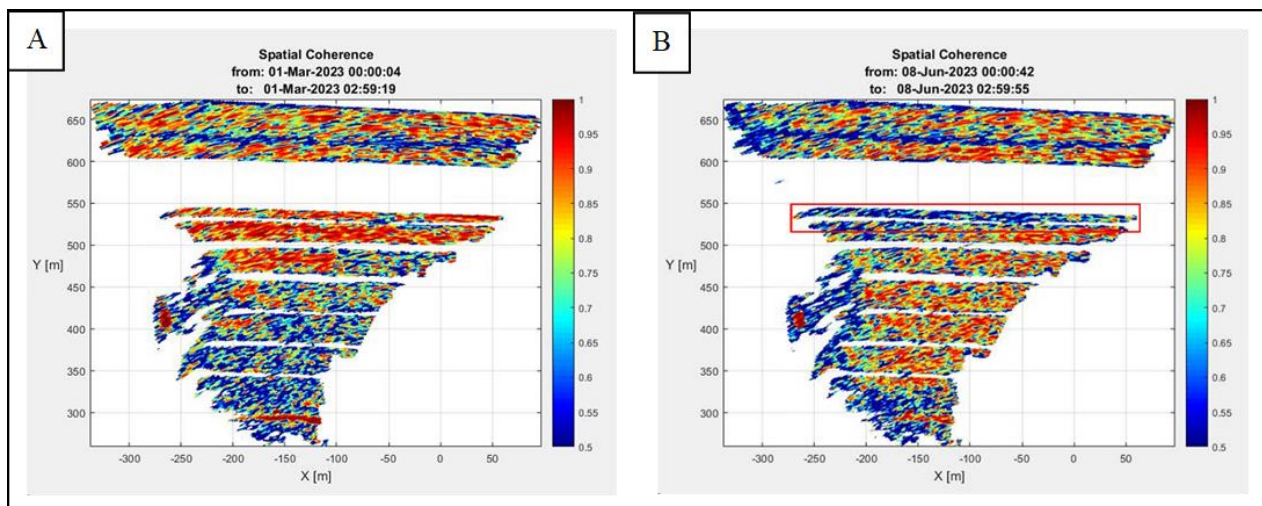 A
Spatial Coherence
from: 01-Mar-2023 00:00:04
to: 01-Mar-2023 02:59:19
650
600
550
500
Y [m]
450
400
350
300
-300 -250 -200 -150 -100 -50 0 50
X [m]
1
0.95
0.9
0.85
0.8
0.75
0.7
0.65
0.6
0.55
0.5
B
Spatial Coherence
from: 08-Jun-2023 00:00:42
to: 08-Jun-2023 02:59:55
650
600
550
500
Y [m]
450
400
350
300
-300 -250 -200 -150 -100 -50 0 50
X [m]
1
0.95
0.9
0.85
0.8
0.75
0.7
0.65
0.6
0.55
0.5